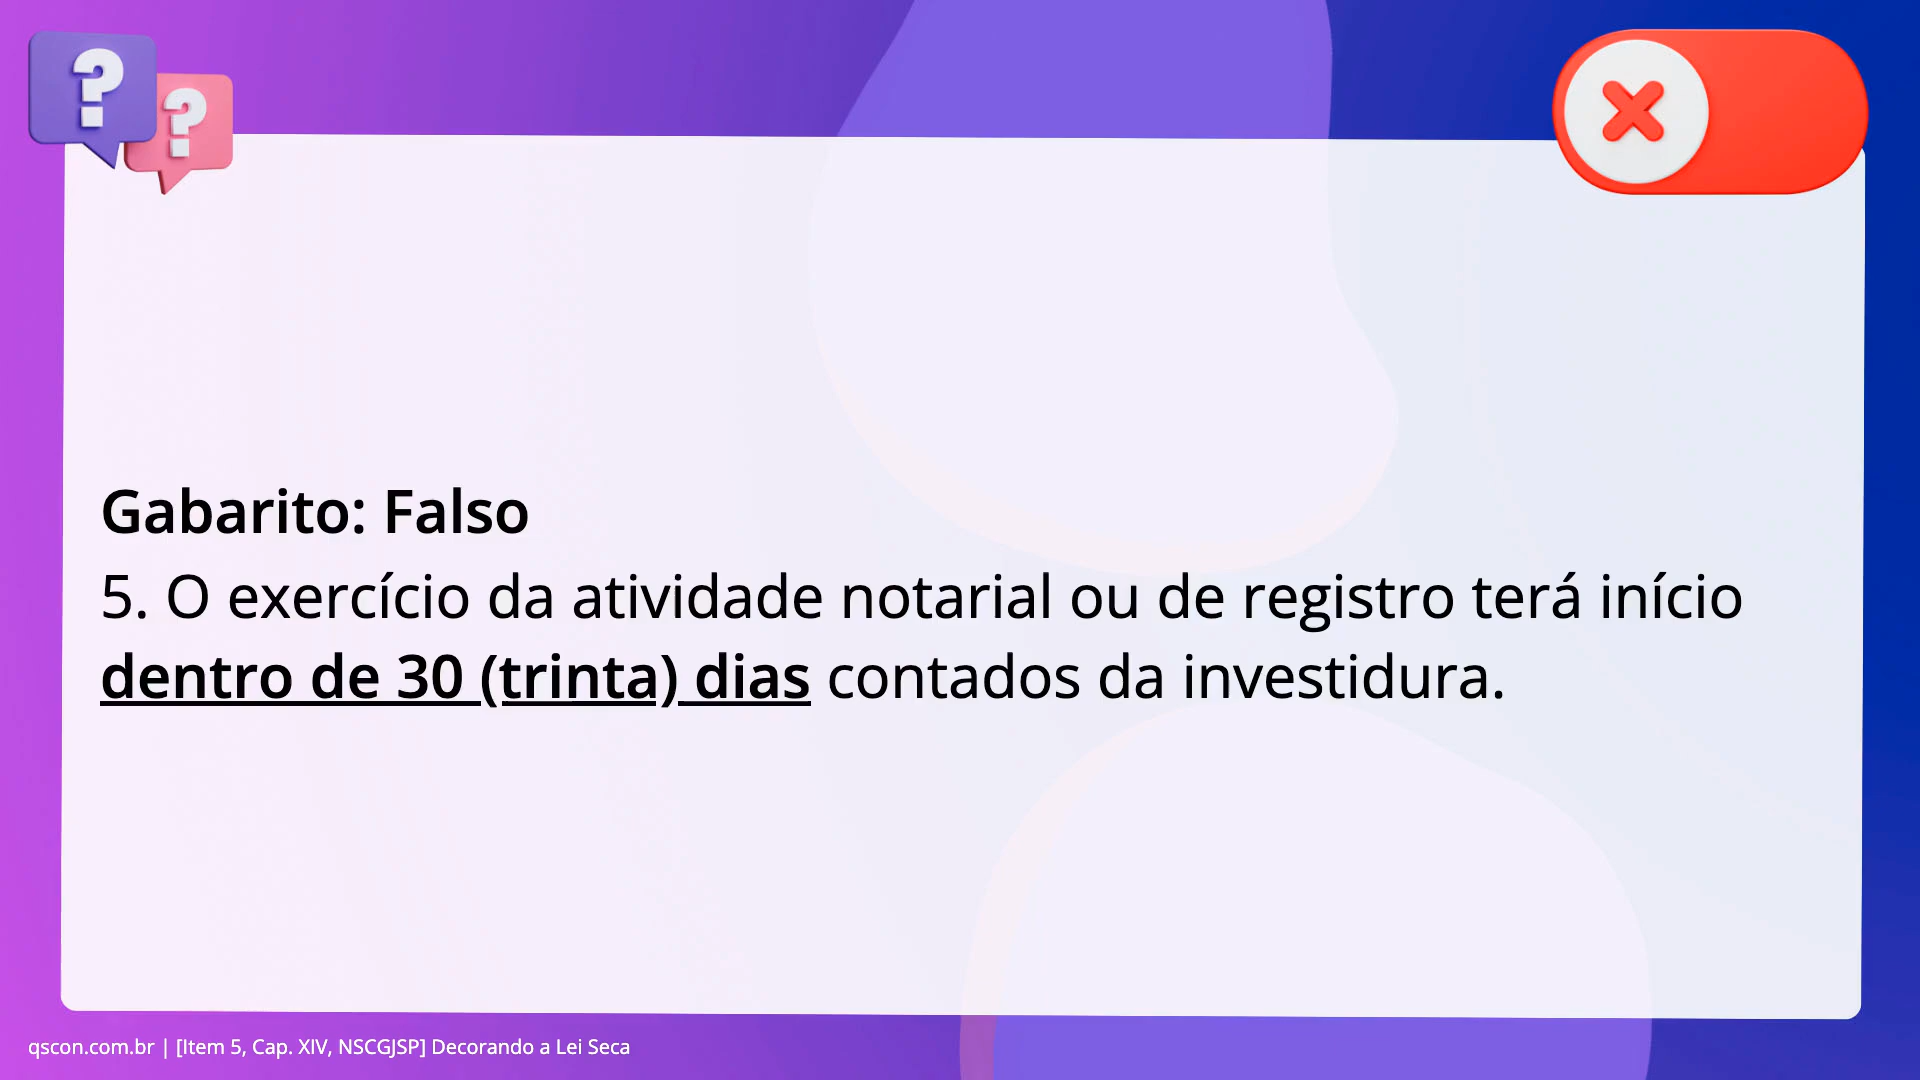 ? ?
Gabarito: Falso
5. O exercício da atividade notarial ou de registro terá início
dentro de 30 (trinta) dias contados da investidura.
qscon.com.br | [Item 5, Cap. XIV, NSCGJSP] Decorando a Lei Seca